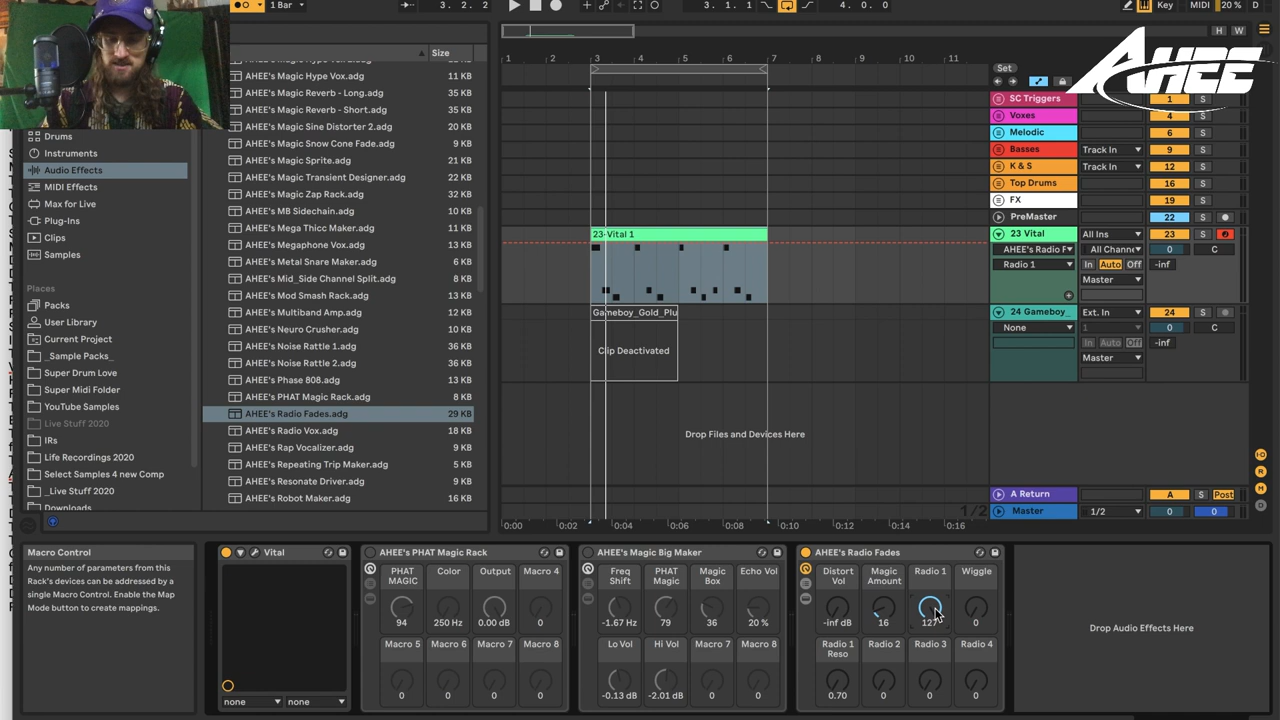 1 Bar
3. 2. 2
3. 1. 1
4. 0. 0
Key
MIDI
20 %
D
AHEE
Size
AHEE's Magic Hype Vox.adg 11 KB
AHEE's Magic Reverb - Long.adg 35 KB
AHEE's Magic Reverb - Short.adg 35 KB
AHEE's Magic Sine Distorter 2.adg 20 KB
AHEE's Magic Snow Cone Fade.adg 9 KB
AHEE's Magic Sprite.adg 21 KB
AHEE's Magic Transient Designer.adg 22 KB
AHEE's Magic Zap Rack.adg 32 KB
AHEE's MB Sidechain.adg 10 KB
AHEE's Mega Thicc Maker.adg 11 KB
AHEE's Megaphone Vox.adg 13 KB
AHEE's Metal Snare Maker.adg 6 KB
AHEE's Mid_Side Channel Split.adg 8 KB
AHEE's Mod Smash Rack.adg 13 KB
AHEE's Multiband Amp.adg 12 KB
AHEE's Neuro Crusher.adg 10 KB
AHEE's Noise Rattle 1.adg 36 KB
AHEE's Noise Rattle 2.adg 36 KB
AHEE's Phase 808.adg 13 KB
AHEE's PHAT Magic Rack.adg 8 KB
AHEE's Radio Fades.adg 29 KB
AHEE's Radio Vox.adg 18 KB
AHEE's Rap Vocalizer.adg 9 KB
AHEE's Repeating Trip Maker.adg 5 KB
AHEE's Resonate Driver.adg 9 KB
AHEE's Robot Maker.adg 16 KB
Drums
Instruments
Audio Effects
MIDI Effects
Max for Live
Plug-Ins
Clips
Samples
Places
Packs
User Library
Current Project
_Sample Packs_
Super Drum Love
Super Midi Folder
YouTube Samples
Live Stuff 2020
IRs
Life Recordings 2020
Select Samples 4 new Comp
_Live Stuff 2020
Downloads
1 2 3 4 5 6 7 8 9 10 11
H W
Set
SC Triggers 1 S
Voxes 4 S
Melodic 6 S
Basses Track In 9 S
K & S Track In 12 S
Top Drums 16 S
FX 19 S
PreMaster 22
23 Vital All Ins 23 S
AHEE's Radio F All Channe 0 C
Radio 1 In Auto Off -inf
Master
24 Gameboy_ Ext. In 24 S
None 1 0 C
In Auto Off -inf
Master
23-Vital 1
Gameboy_Gold_Plu
Clip Deactivated
Drop Files and Devices Here
A Return A S Post
Master 1/2 0 0
1/2
0:00 0:02 0:04 0:06 0:08 0:10 0:12 0:14 0:16
Macro Control
Any number of parameters from this
Rack's devices can be addressed by a
single Macro Control. Enable the Map
Mode button to create mappings.
Vital
none none
AHEE's PHAT Magic Rack
PHAT MAGIC Color Output Macro 4
94 250 Hz 0.00 dB 0
Macro 5 Macro 6 Macro 7 Macro 8
0 0 0 0
AHEE's Magic Big Maker
Freq Shift PHAT Magic Magic Box Echo Vol
-1.67 Hz 79 36 20 %
Lo Vol Hi Vol Macro 7 Macro 8
-0.13 dB -2.01 dB 0 0
AHEE's Radio Fades
Distort Vol Magic Amount Radio 1 Wiggle
-inf dB 16 127 0
Radio 1 Reso Radio 2 Radio 3 Radio 4
0.70 0 0 0
Drop Audio Effects Here